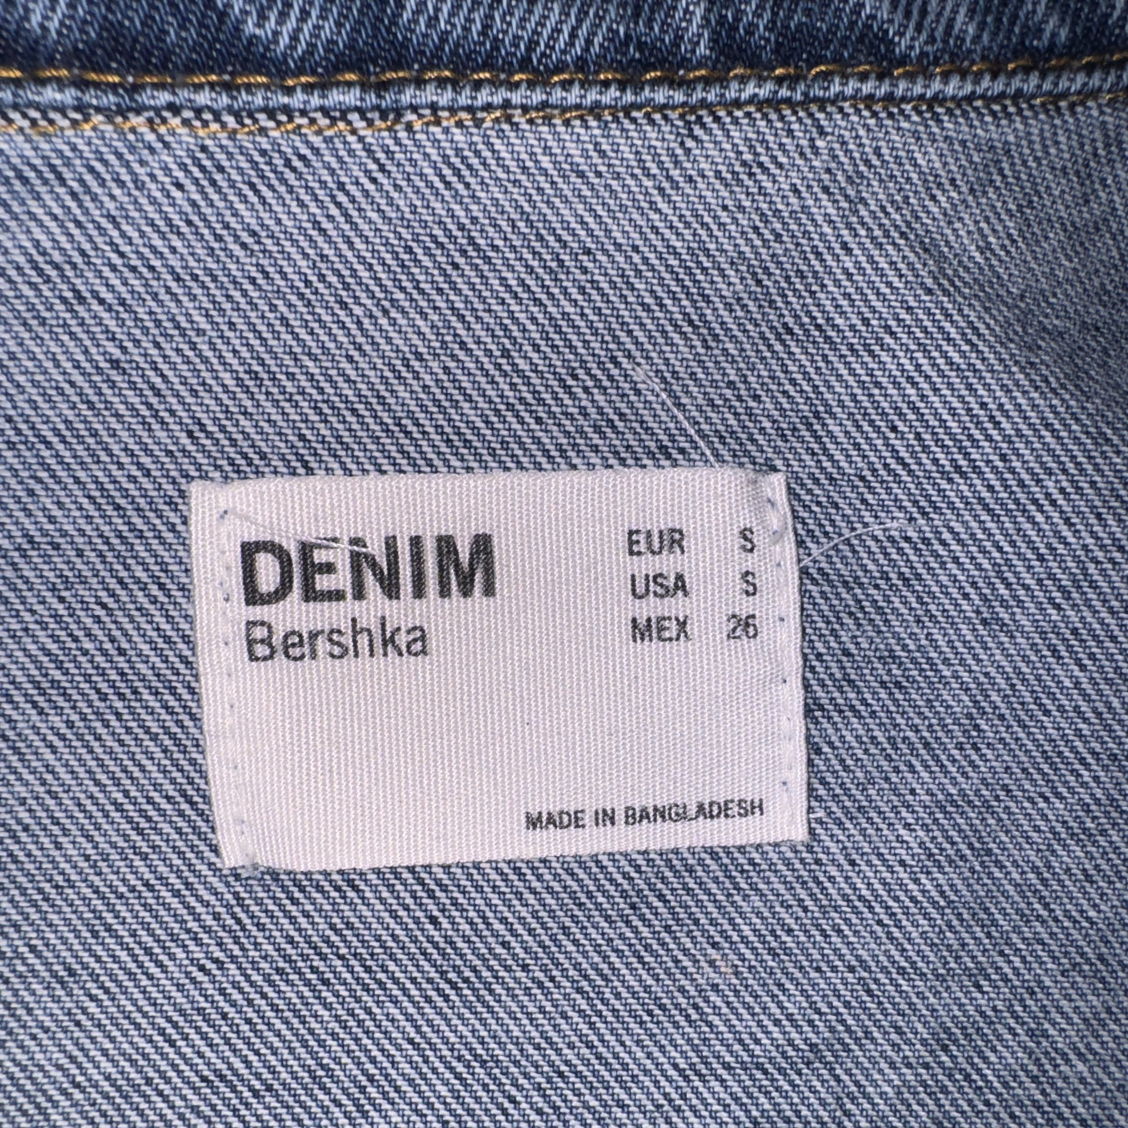 DENIM
Bershka
EUR S
USA S
MEX 26
MADE IN BANGLADESH